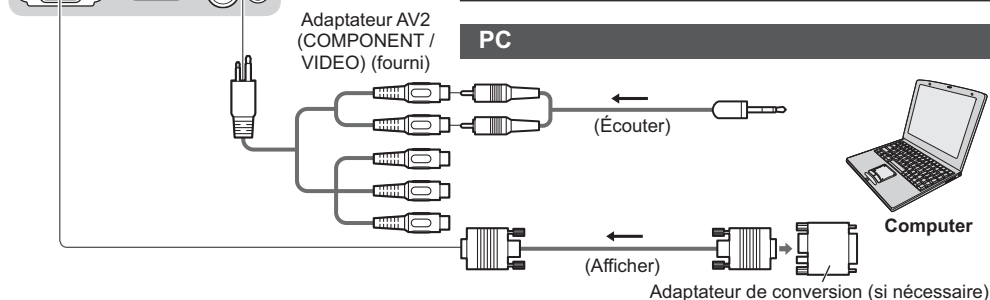 Adaptateur AV2
(COMPONENT /
VIDEO) (fourni)
PC
(Écouter)
Computer
(Afficher)
Adaptateur de conversion (si nécessaire)